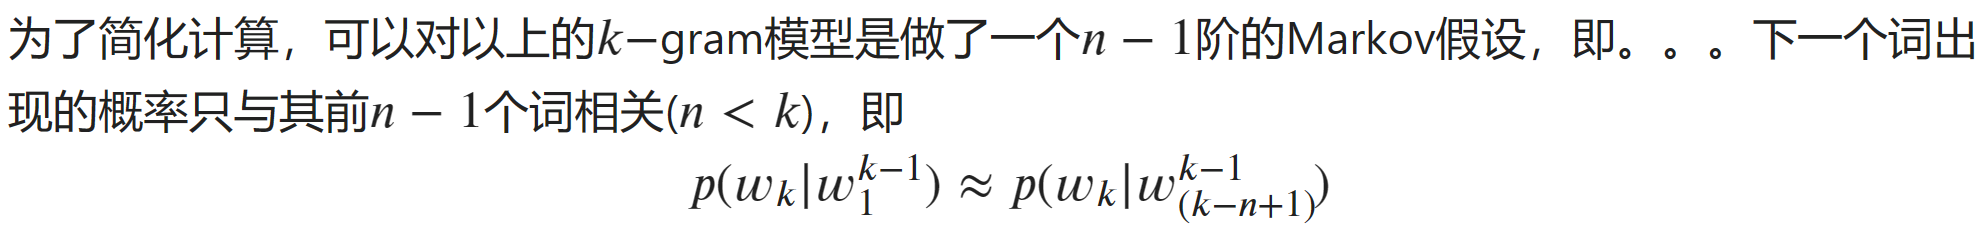 为了简化计算，可以对以上的k−gram模型是做了一个n − 1阶的Markov假设，即。。。下一个词出
现的概率只与其前n − 1个词相关(n < k)，即
p(w_k|w_1^{k−1}) ≈ p(w_k|w_{(k−n+1)}^{k−1})